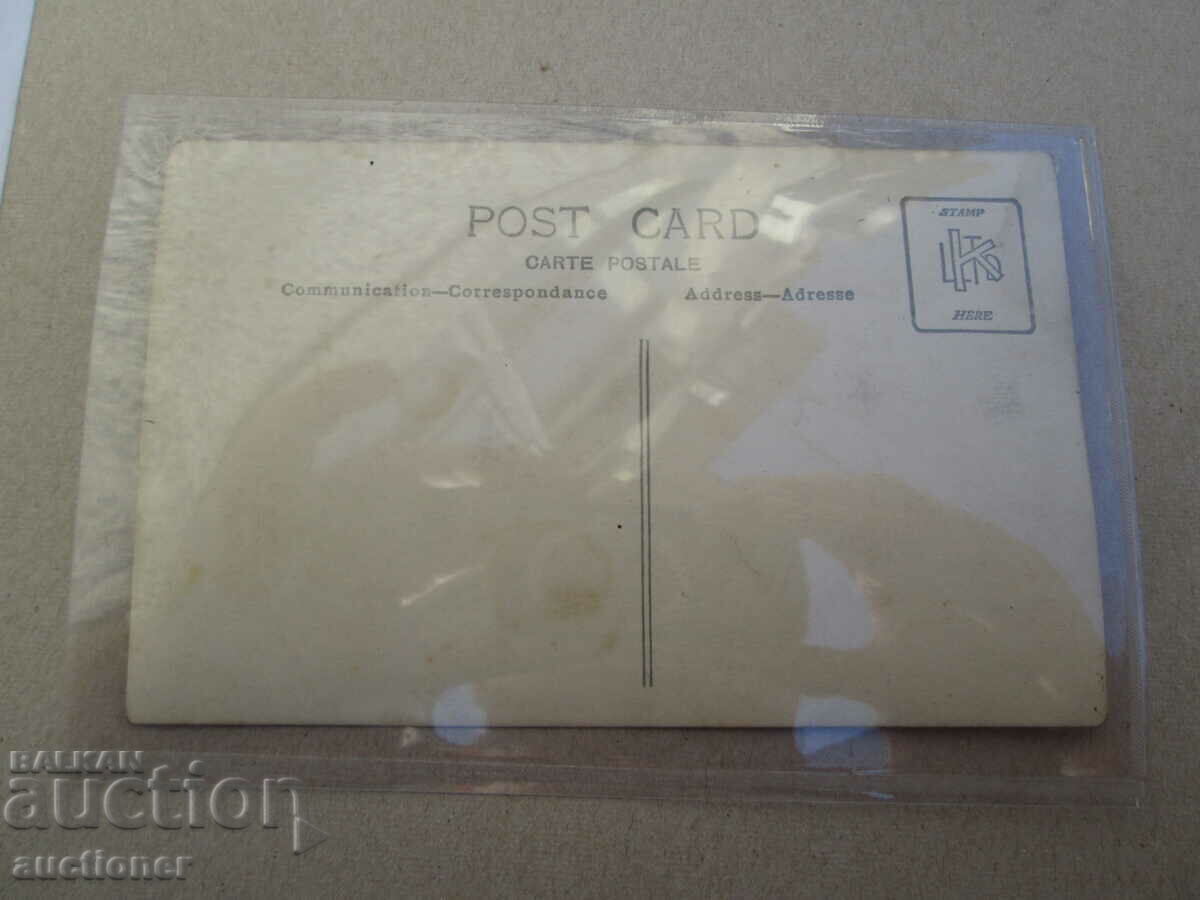 POST CARD
CARTE POSTALE
Communication—Correspondance
Address—Adresse
STAMP
HERE
BALKAN
auction
auctioner